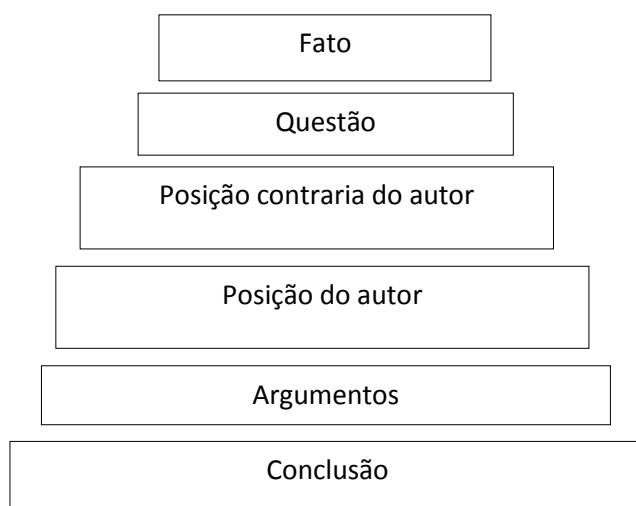 Fato
Questão
Posição contraria do autor
Posição do autor
Argumentos
Conclusão